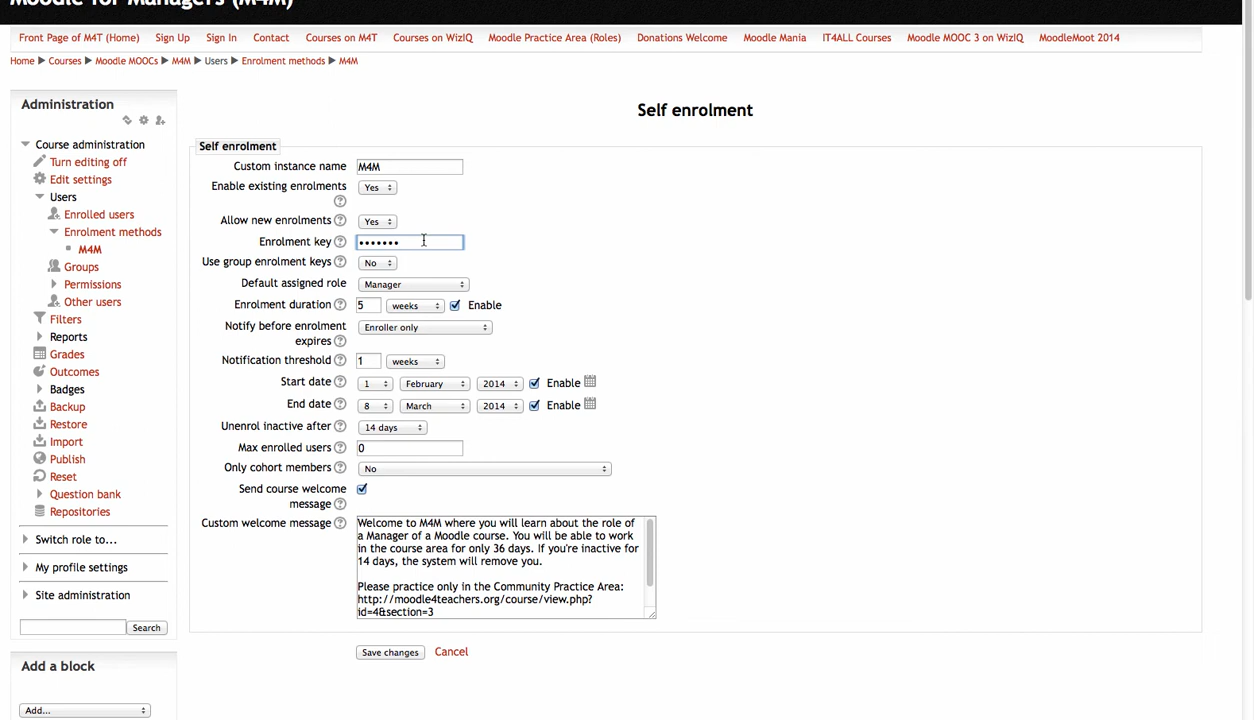 Moodle for Managers (M4M)
Front Page of M4T (Home) Sign Up Sign In Contact Courses on M4T Courses on WizIQ Moodle Practice Area (Roles) Donations Welcome Moodle Mania IT4ALL Courses Moodle MOOC 3 on WizIQ MoodleMoot 2014
Home ▶ Courses ▶ Moodle MOOCs ▶ M4M ▶ Users ▶ Enrolment methods ▶ M4M
Administration
Course administration
Turn editing off
Edit settings
Users
Enrolled users
Enrolment methods
M4M
Groups
Permissions
Other users
Filters
Reports
Grades
Outcomes
Badges
Backup
Restore
Import
Publish
Reset
Question bank
Repositories
Switch role to...
My profile settings
Site administration
Search
Add a block
Add...
Self enrolment
Self enrolment
Custom instance name M4M
Enable existing enrolments Yes
Allow new enrolments Yes
Enrolment key •••••••
Use group enrolment keys No
Default assigned role Manager
Enrolment duration 5 weeks Enable
Notify before enrolment expires Enroller only
Notification threshold 1 weeks
Start date 1 February 2014 Enable
End date 8 March 2014 Enable
Unenrol inactive after 14 days
Max enrolled users 0
Only cohort members No
Send course welcome message
Custom welcome message
Welcome to M4M where you will learn about the role of
a Manager of a Moodle course. You will be able to work
in the course area for only 36 days. If you're inactive for
14 days, the system will remove you.
Please practice only in the Community Practice Area:
http://moodle4teachers.org/course/view.php?
id=4&section=3
Save changes Cancel